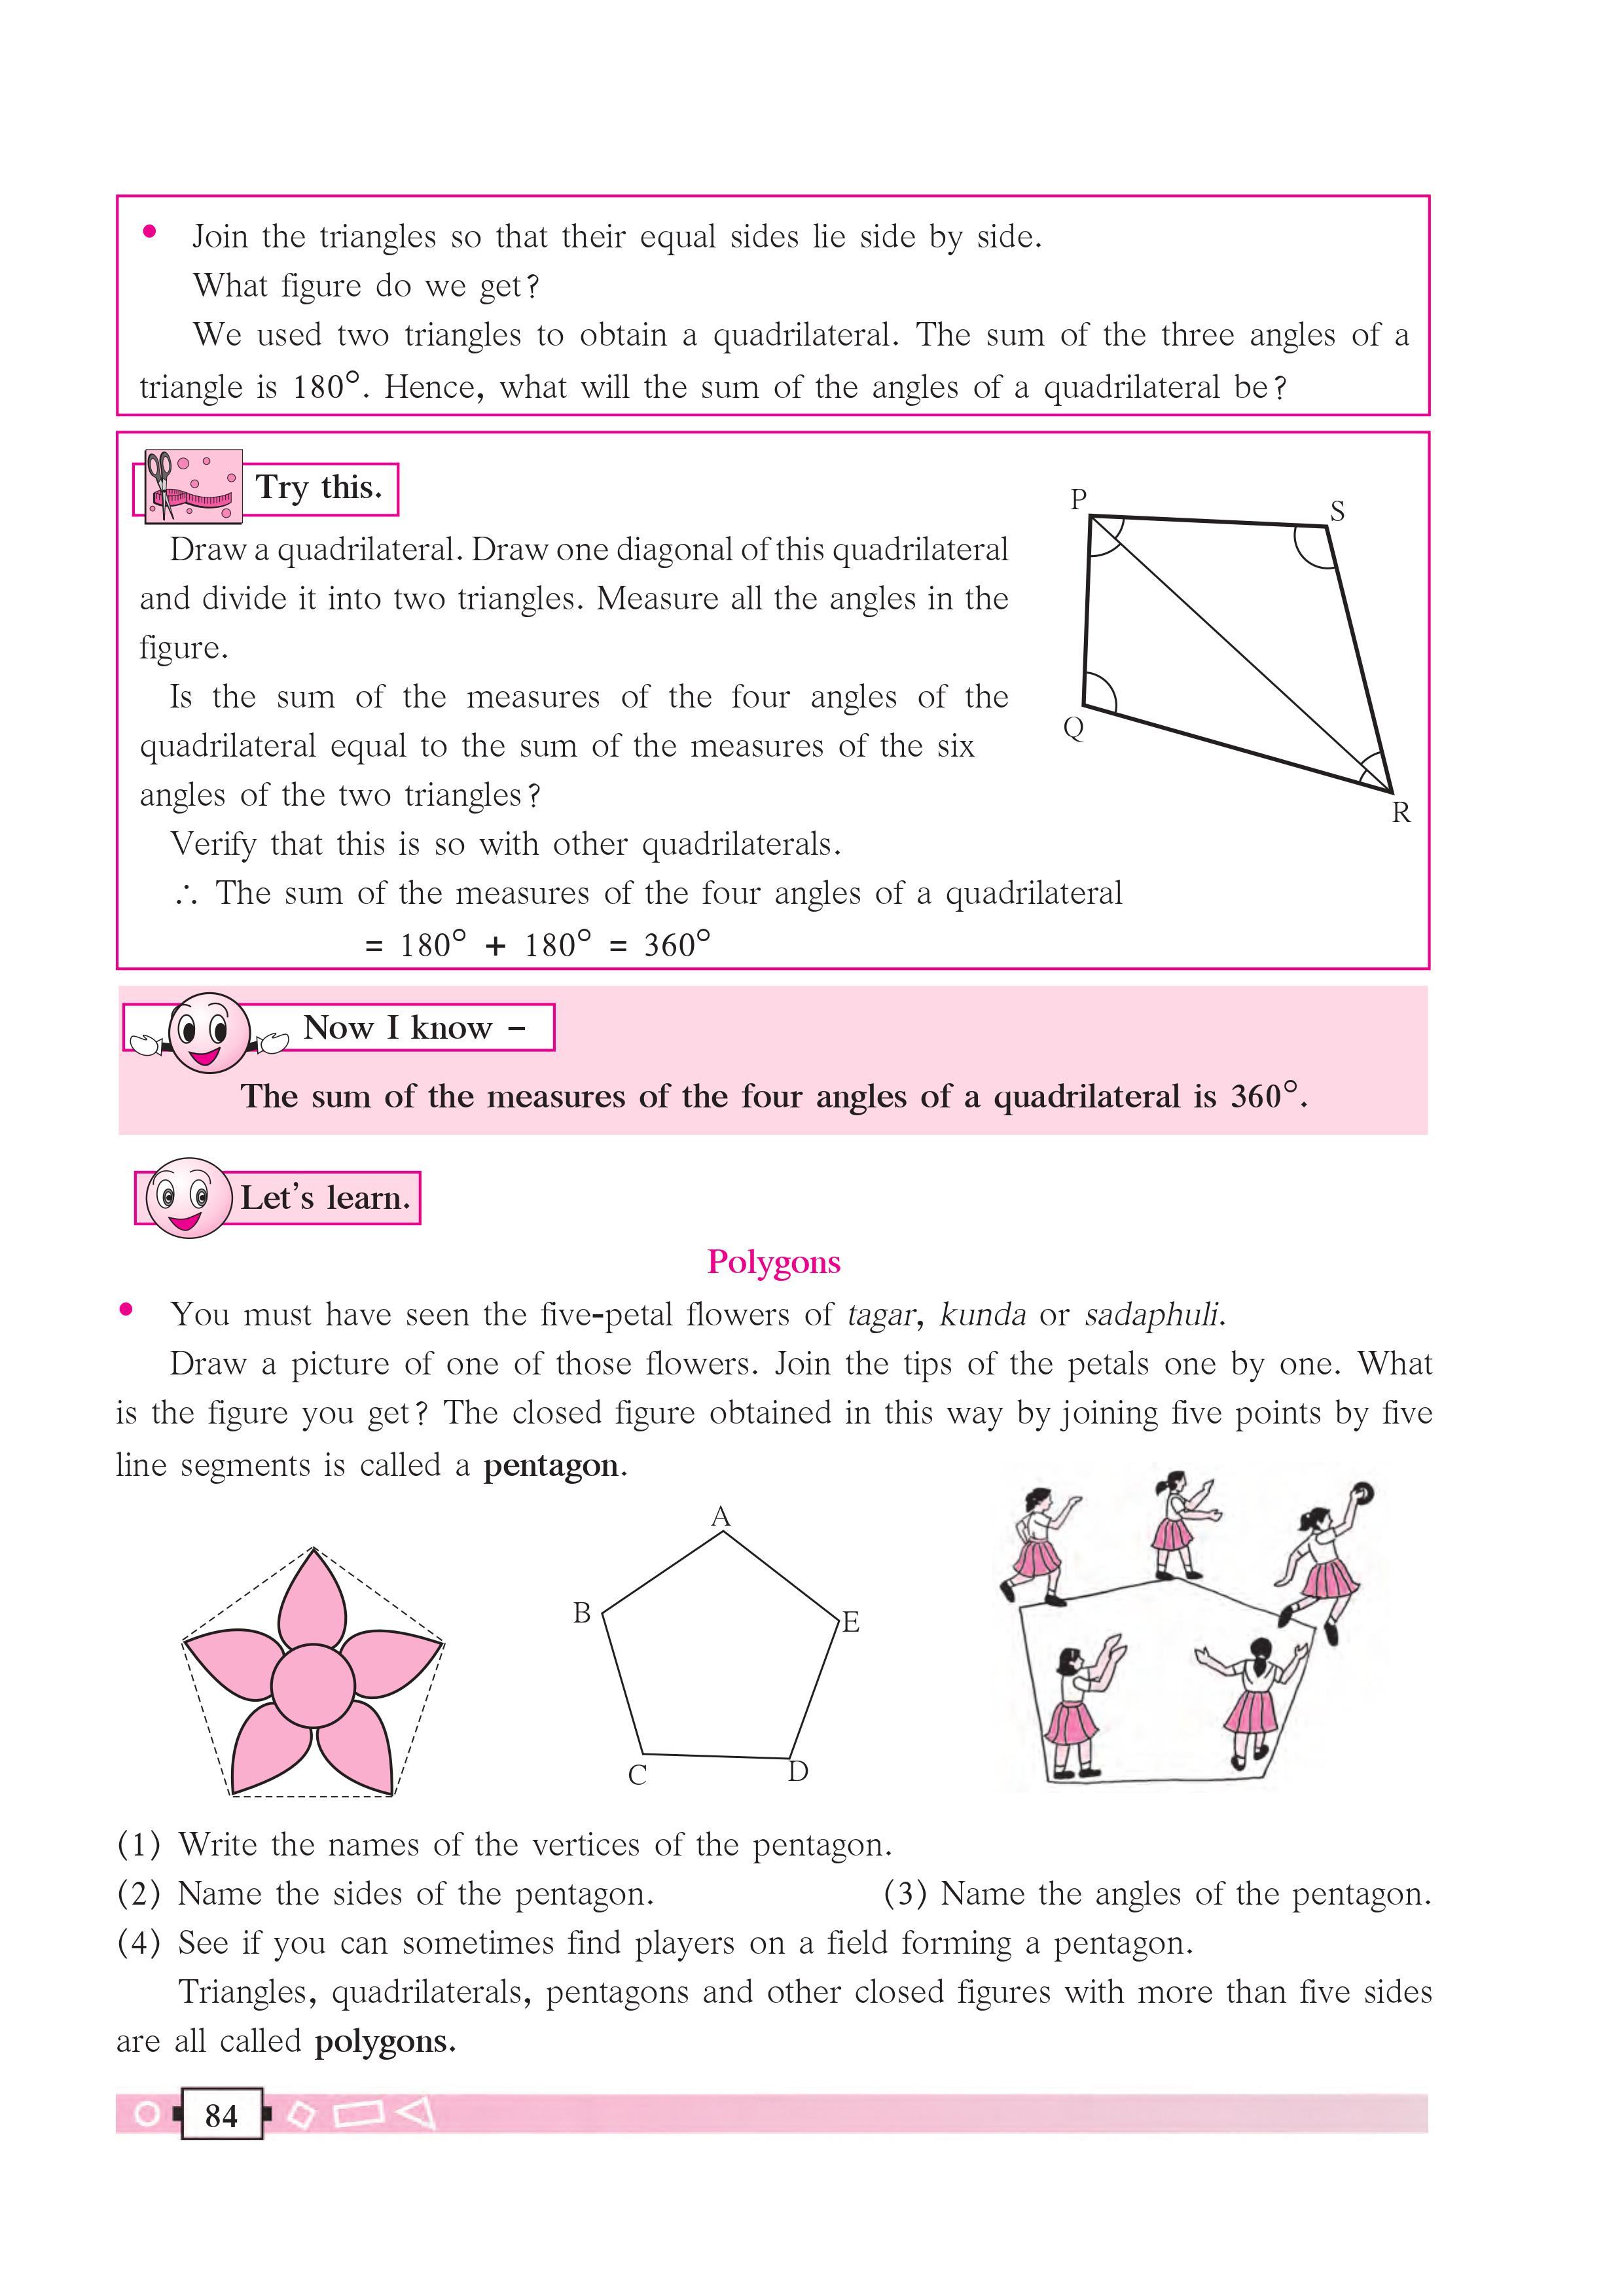 • Join the triangles so that their equal sides lie side by side.
What figure do we get?
We used two triangles to obtain a quadrilateral. The sum of the three angles of a
triangle is 180°. Hence, what will the sum of the angles of a quadrilateral be?
Try this.
Draw a quadrilateral. Draw one diagonal of this quadrilateral
and divide it into two triangles. Measure all the angles in the
figure.
Is the sum of the measures of the four angles of the
quadrilateral equal to the sum of the measures of the six
angles of the two triangles?
Verify that this is so with other quadrilaterals.
∴ The sum of the measures of the four angles of a quadrilateral
= 180° + 180° = 360°
P
S
Q
R
Now I know –
The sum of the measures of the four angles of a quadrilateral is 360°.
Let's learn.
Polygons
• You must have seen the five-petal flowers of tagar, kunda or sadaphuli.
Draw a picture of one of those flowers. Join the tips of the petals one by one. What
is the figure you get? The closed figure obtained in this way by joining five points by five
line segments is called a pentagon.
A
B
E
C
D
(1) Write the names of the vertices of the pentagon.
(2) Name the sides of the pentagon. (3) Name the angles of the pentagon.
(4) See if you can sometimes find players on a field forming a pentagon.
Triangles, quadrilaterals, pentagons and other closed figures with more than five sides
are all called polygons.
84